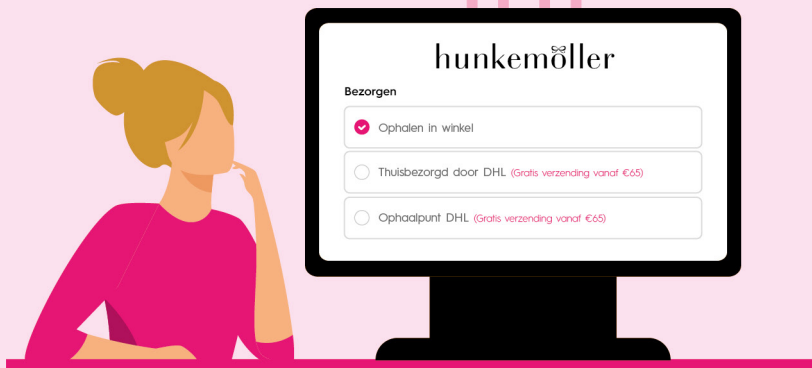 hunkemöller
Bezorgen
Ophalen in winkel
Thuisbezorgd door DHL (Gratis verzending vanaf €65)
Ophaalpunt DHL (Gratis verzending vanaf €65)